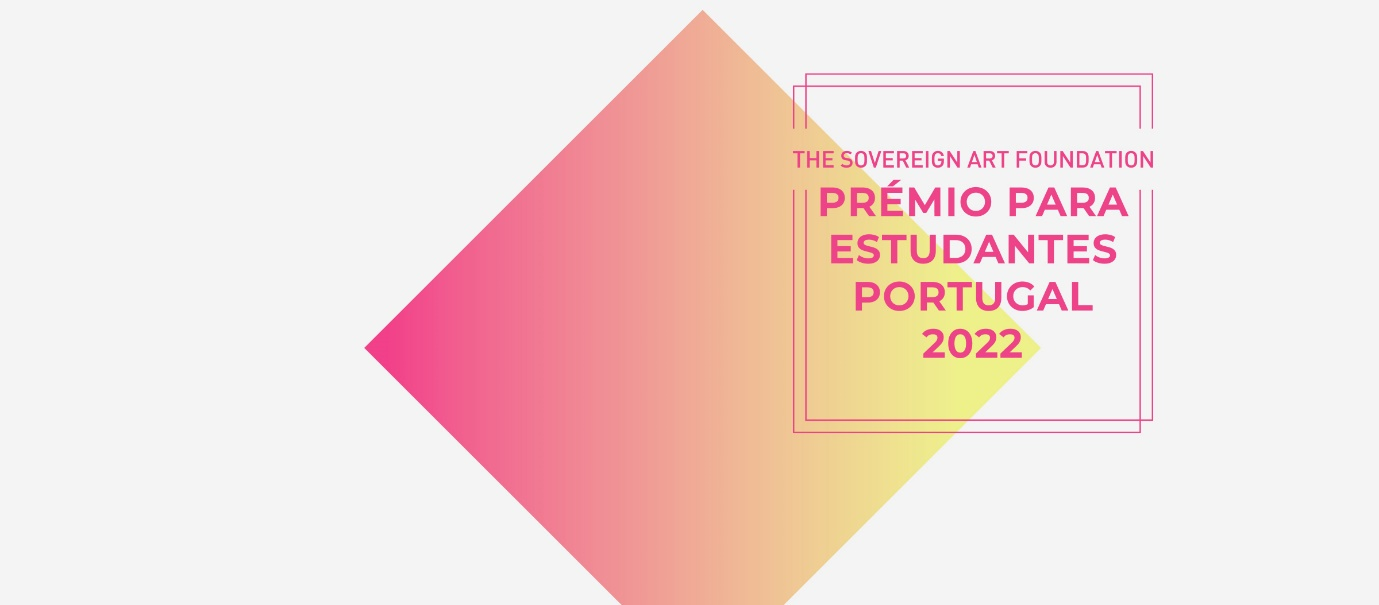 THE SOVEREIGN ART FOUNDATION
PRÉMIO PARA
ESTUDANTES
PORTUGAL
2022